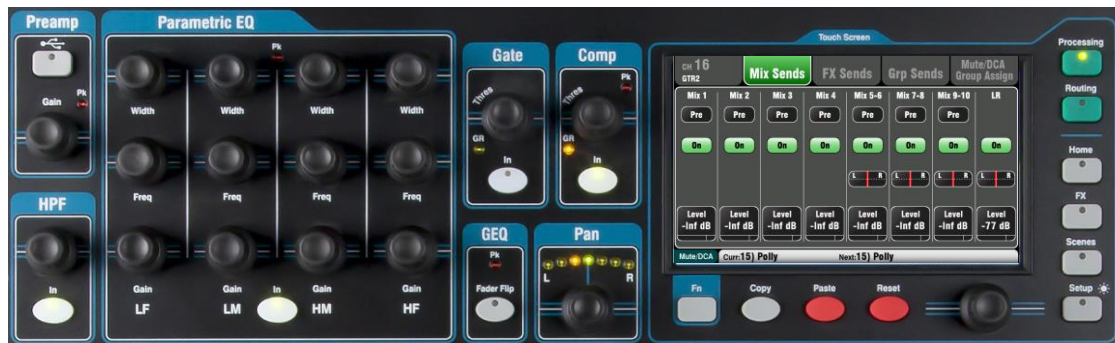 Preamp
Gain
Pk
HPF
In
Parametric EQ
Pk
Width Width Width Width
Freq Freq Freq Freq
Gain Gain In Gain Gain
LF LM HM HF
Gate
Thres
GR
In
Comp
Pk
Thres
GR
In
GEQ
Pk
Fader Flip
Pan
L R
Touch Screen
CH 16
GTR2
Mix Sends
FX Sends
Grp Sends
Mute/DCA
Group Assign
Mix 1 Mix 2 Mix 3 Mix 4 Mix 5-6 Mix 7-8 Mix 9-10 LR
Pre Pre Pre Pre Pre Pre Pre
On On On On On On On On
L R L R L R L R
Level Level Level Level Level Level Level Level
-Inf dB -Inf dB -Inf dB -Inf dB -Inf dB -Inf dB -Inf dB -77 dB
Mute/DCA Curr:15) Polly Next:15) Polly
Fn Copy Paste Reset
Processing
Routing
Home
FX
Scenes
Setup